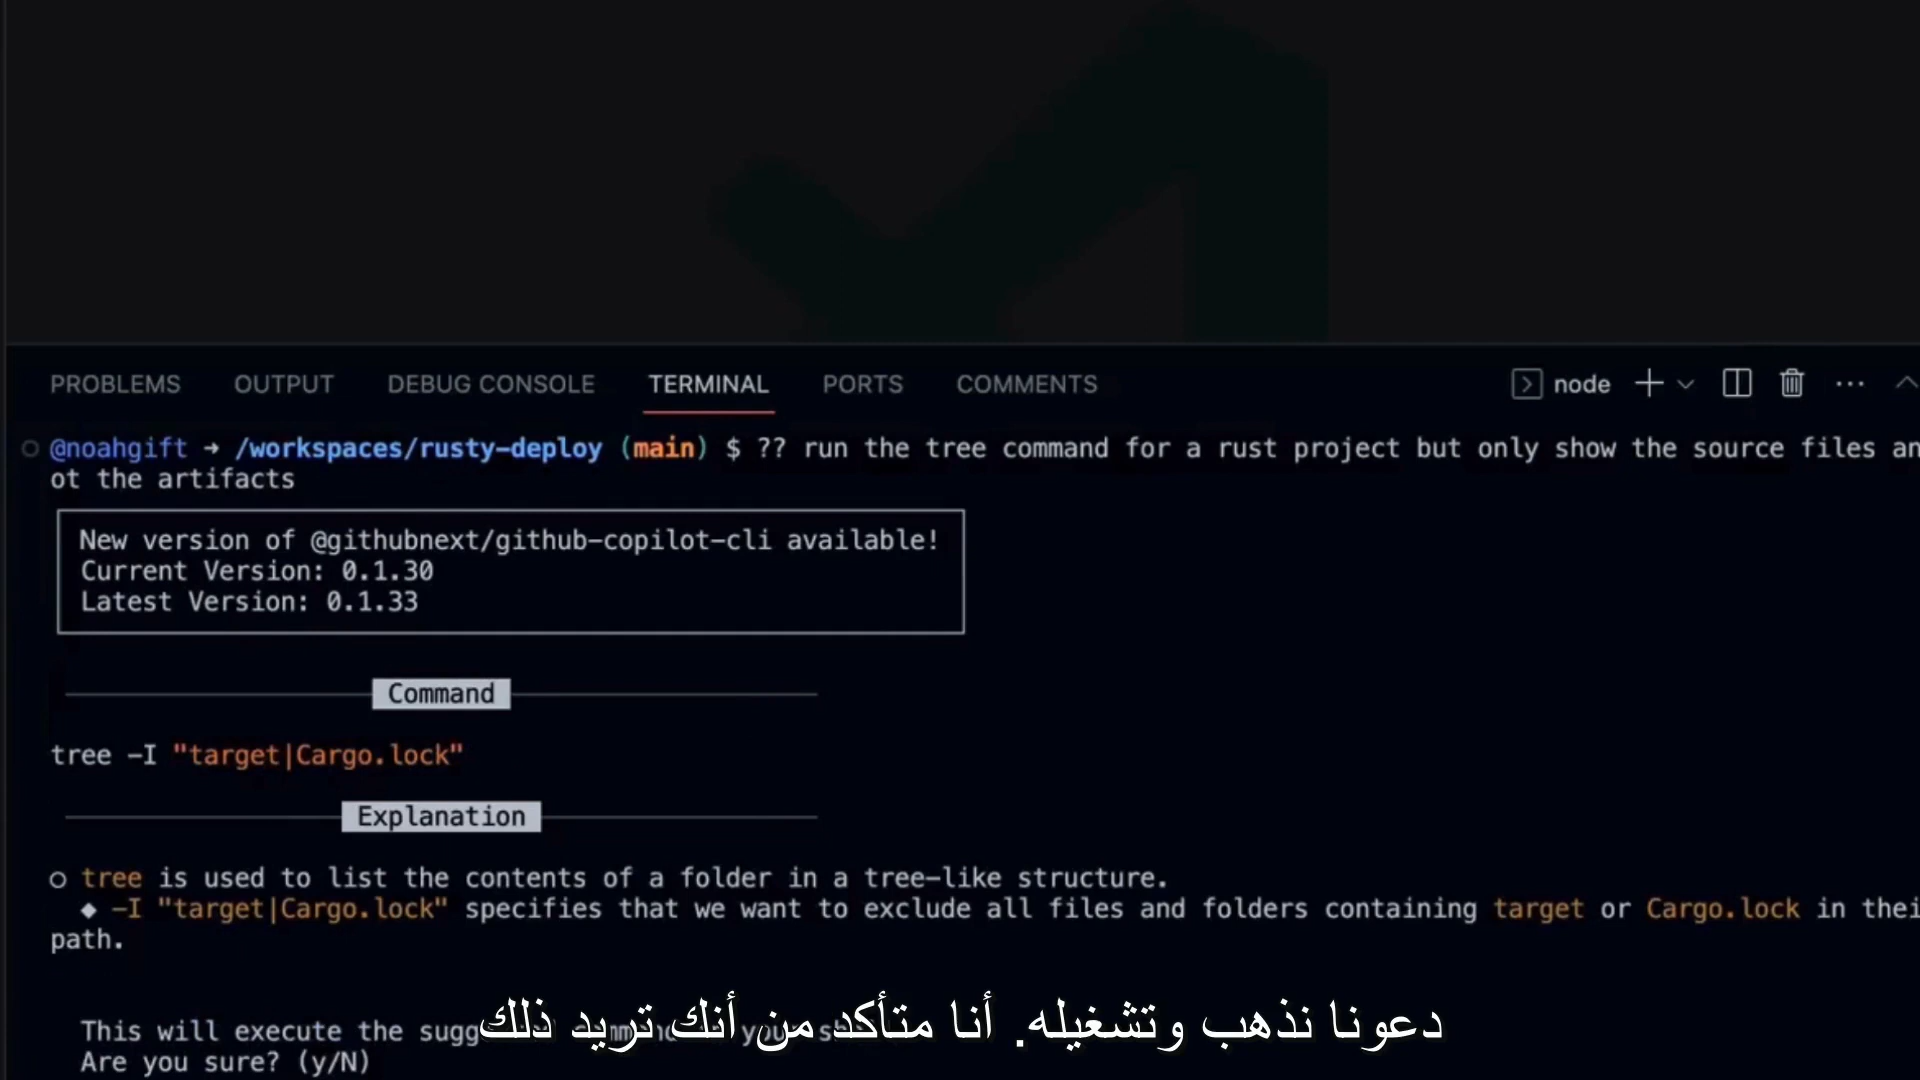 PROBLEMS OUTPUT DEBUG CONSOLE TERMINAL PORTS COMMENTS node
@noahgift → /workspaces/rusty-deploy (main) $ ?? run the tree command for a rust project but only show the source files an
ot the artifacts
New version of @githubnext/github-copilot-cli available!
Current Version: 0.1.30
Latest Version: 0.1.33
Command
tree -I "target|Cargo.lock"
Explanation
○ tree is used to list the contents of a folder in a tree-like structure.
◆ -I "target|Cargo.lock" specifies that we want to exclude all files and folders containing target or Cargo.lock in thei
path.
This will execute the sugg
دعونا نذهب وتشغيله. أنا متأكد من أنك تريد ذلك
Are you sure? (y/N)